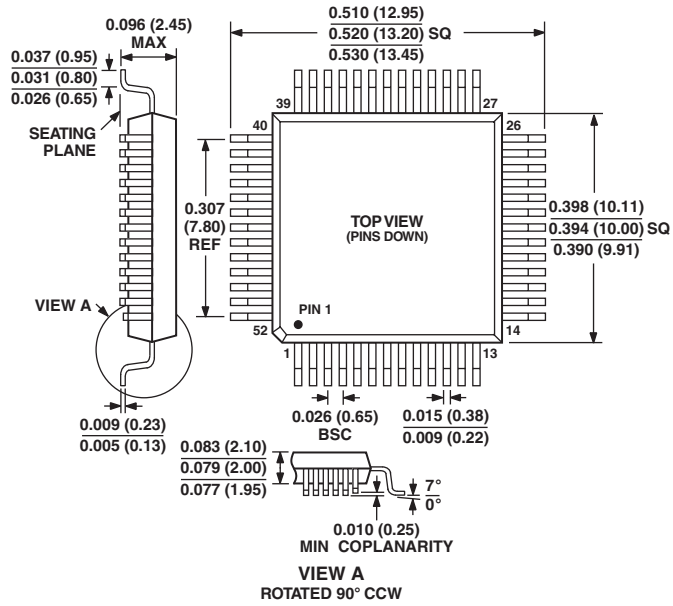 0.096 (2.45)
MAX
0.037 (0.95)
0.031 (0.80)
0.026 (0.65)
SEATING
PLANE
VIEW A
0.009 (0.23)
0.005 (0.13)
0.510 (12.95)
0.520 (13.20) SQ
0.530 (13.45)
39
27
40
26
0.307
(7.80)
REF
TOP VIEW
(PINS DOWN)
0.398 (10.11)
0.394 (10.00) SQ
0.390 (9.91)
PIN 1
52
14
1
13
0.026 (0.65)
BSC
0.015 (0.38)
0.009 (0.22)
0.083 (2.10)
0.079 (2.00)
0.077 (1.95)
7°
0°
0.010 (0.25)
MIN COPLANARITY
VIEW A
ROTATED 90° CCW